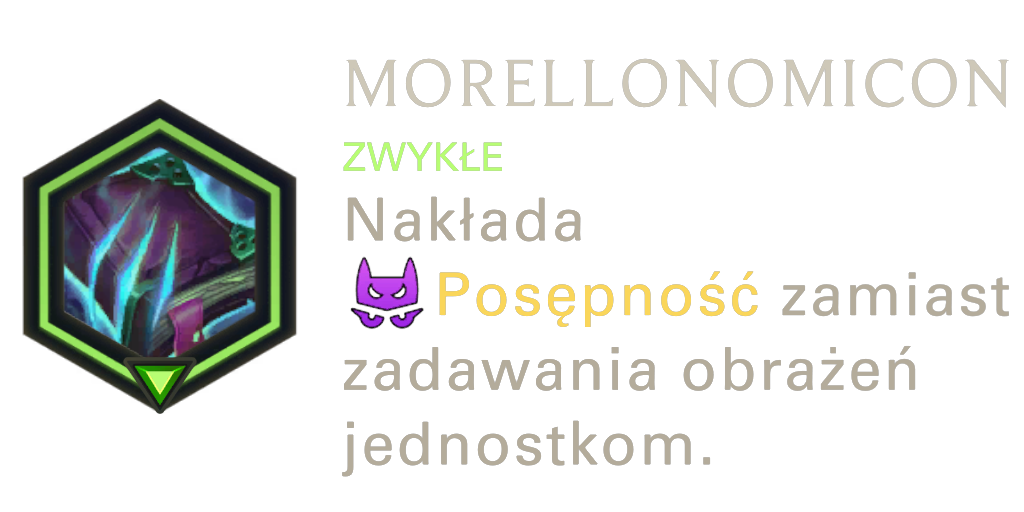 MORELLONOMICON
ZWYKŁE
Nakłada
Posępność zamiast
zadawania obrażeń
jednostkom.